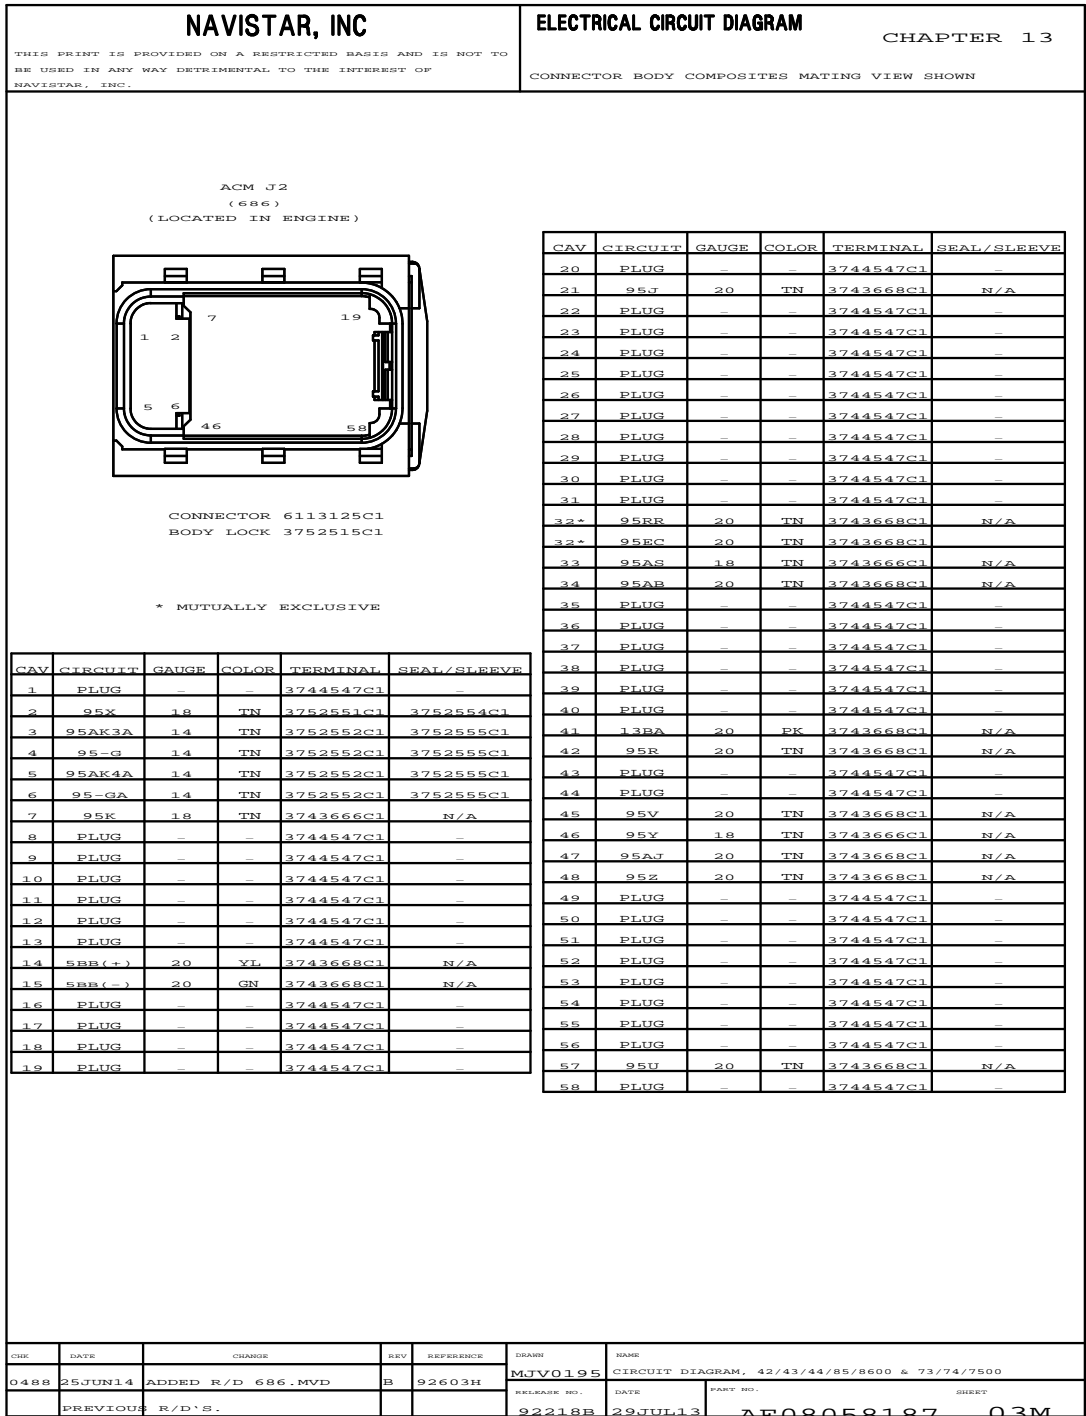 NAVISTAR, INC
THIS PRINT IS PROVIDED ON A RESTRICTED BASIS AND IS NOT TO
BE USED IN ANY WAY DETRIMENTAL TO THE INTEREST OF
NAVISTAR, INC.
ELECTRICAL CIRCUIT DIAGRAM
CHAPTER 13
CONNECTOR BODY COMPOSITES MATING VIEW SHOWN
ACM J2
(686)
(LOCATED IN ENGINE)
7 19
1 2
5 6
46 58
CONNECTOR 6113125C1
BODY LOCK 3752515C1
* MUTUALLY EXCLUSIVE
CAV CIRCUIT GAUGE COLOR TERMINAL SEAL/SLEEVE
1 PLUG – – 3744547C1 –
2 95X 18 TN 3752551C1 3752554C1
3 95AK3A 14 TN 3752552C1 3752555C1
4 95-G 14 TN 3752552C1 3752555C1
5 95AK4A 14 TN 3752552C1 3752555C1
6 95-GA 14 TN 3752552C1 3752555C1
7 95K 18 TN 3743666C1 N/A
8 PLUG – – 3744547C1 –
9 PLUG – – 3744547C1 –
10 PLUG – – 3744547C1 –
11 PLUG – – 3744547C1 –
12 PLUG – – 3744547C1 –
13 PLUG – – 3744547C1 –
14 5BB(+) 20 YL 3743668C1 N/A
15 5BB(-) 20 GN 3743668C1 N/A
16 PLUG – – 3744547C1 –
17 PLUG – – 3744547C1 –
18 PLUG – – 3744547C1 –
19 PLUG – – 3744547C1 –
CAV CIRCUIT GAUGE COLOR TERMINAL SEAL/SLEEVE
20 PLUG – – 3744547C1 –
21 95J 20 TN 3743668C1 N/A
22 PLUG – – 3744547C1 –
23 PLUG – – 3744547C1 –
24 PLUG – – 3744547C1 –
25 PLUG – – 3744547C1 –
26 PLUG – – 3744547C1 –
27 PLUG – – 3744547C1 –
28 PLUG – – 3744547C1 –
29 PLUG – – 3744547C1 –
30 PLUG – – 3744547C1 –
31 PLUG – – 3744547C1 –
32* 95RR 20 TN 3743668C1 N/A
32* 95EC 20 TN 3743668C1
33 95AS 18 TN 3743666C1 N/A
34 95AB 20 TN 3743668C1 N/A
35 PLUG – – 3744547C1 –
36 PLUG – – 3744547C1 –
37 PLUG – – 3744547C1 –
38 PLUG – – 3744547C1 –
39 PLUG – – 3744547C1 –
40 PLUG – – 3744547C1 –
41 13BA 20 PK 3743668C1 N/A
42 95R 20 TN 3743668C1 N/A
43 PLUG – – 3744547C1 –
44 PLUG – – 3744547C1 –
45 95V 20 TN 3743668C1 N/A
46 95Y 18 TN 3743666C1 N/A
47 95AJ 20 TN 3743668C1 N/A
48 95Z 20 TN 3743668C1 N/A
49 PLUG – – 3744547C1 –
50 PLUG – – 3744547C1 –
51 PLUG – – 3744547C1 –
52 PLUG – – 3744547C1 –
53 PLUG – – 3744547C1 –
54 PLUG – – 3744547C1 –
55 PLUG – – 3744547C1 –
56 PLUG – – 3744547C1 –
57 95U 20 TN 3743668C1 N/A
58 PLUG – – 3744547C1 –
CHK DATE CHANGE REV REFERENCE
0488 25JUN14 ADDED R/D 686.MVD B 92603H
PREVIOUS R/D'S.
DRAWN NAME
MJV0195 CIRCUIT DIAGRAM, 42/43/44/85/8600 & 73/74/7500
RELEASE NO. DATE PART NO. SHEET
92218B 29JUL13 AF08058187 03M